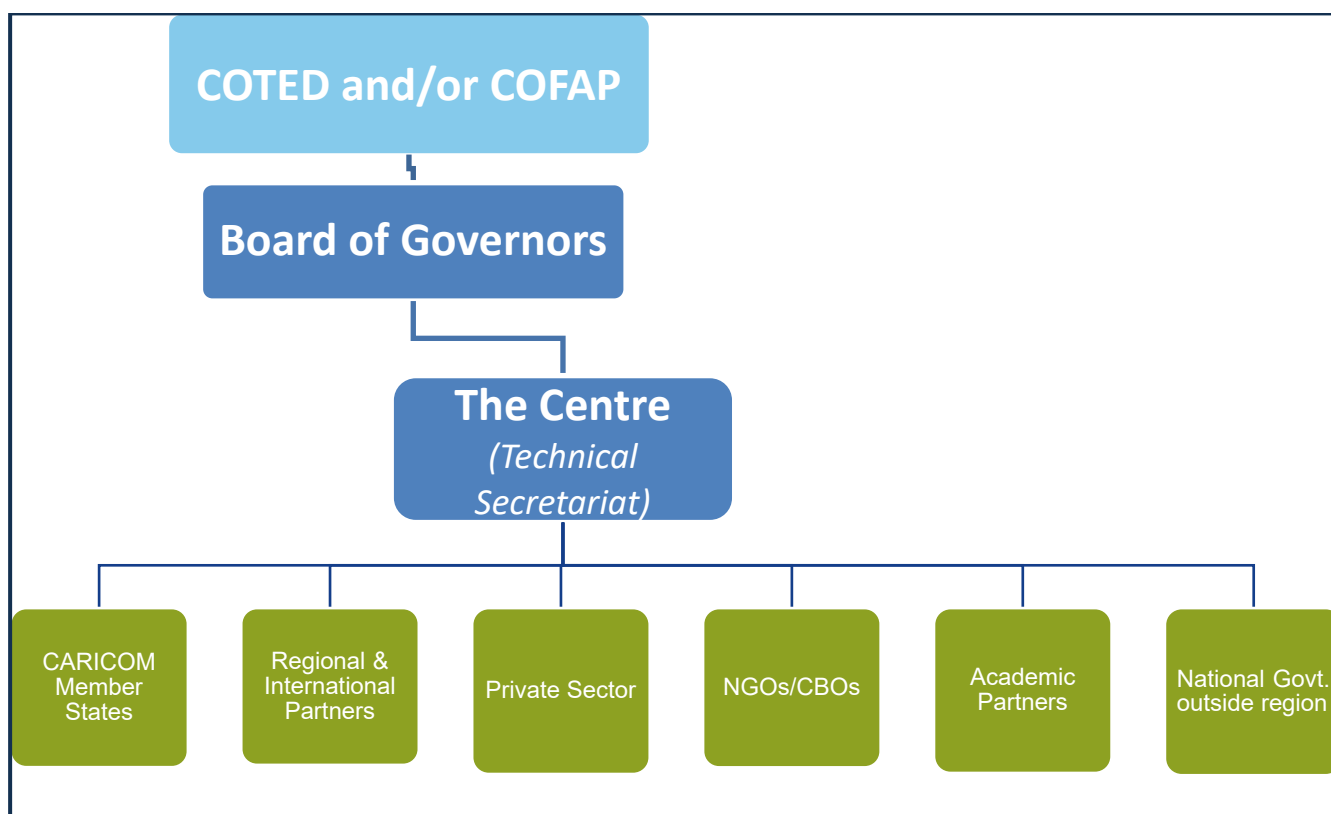 COTED and/or COFAP
Board of Governors
The Centre
(Technical
Secretariat)
CARICOM
Member
States
Regional &
International
Partners
Private Sector
NGOs/CBOs
Academic
Partners
National Govt.
outside region